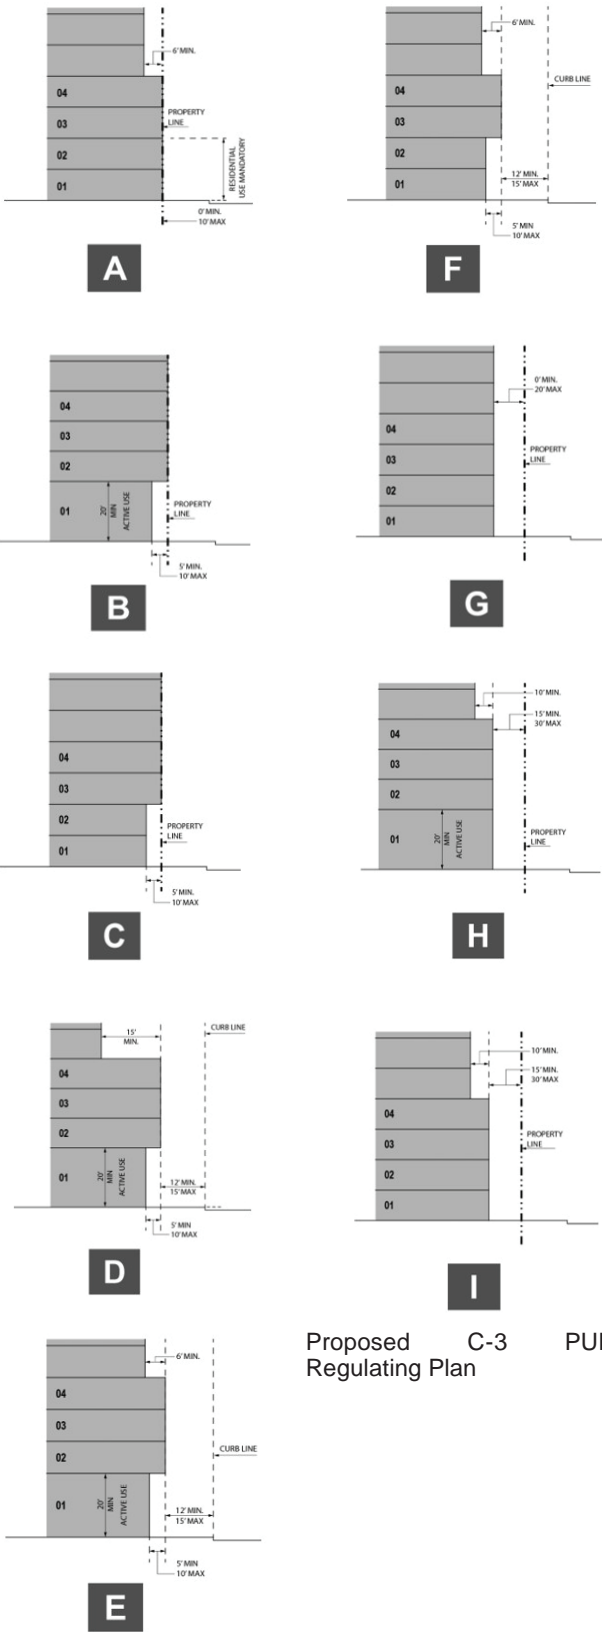 6' MIN.
04
03
02
01
PROPERTY
LINE
RESIDENTIAL
USE MANDATORY
0' MIN.
10' MAX
A
04
03
02
01
20'
MIN
ACTIVE USE
PROPERTY
LINE
5' MIN.
10' MAX
B
04
03
02
01
PROPERTY
LINE
5' MIN.
10' MAX
C
15'
MIN.
CURB LINE
04
03
02
01
20'
MIN
ACTIVE USE
12' MIN.
15' MAX
5' MIN
10' MAX
D
6' MIN.
04
03
02
01
20'
MIN
ACTIVE USE
CURB LINE
12' MIN.
15' MAX
5' MIN
10' MAX
E
6' MIN.
CURB LINE
04
03
02
01
12' MIN.
15' MAX
5' MIN
10' MAX
F
0' MIN.
20' MAX
04
03
02
01
PROPERTY
LINE
G
10' MIN.
15' MIN.
30' MAX
04
03
02
01
20'
MIN
ACTIVE USE
PROPERTY
LINE
H
10' MIN.
15' MIN.
30' MAX
04
03
02
01
PROPERTY
LINE
I
Proposed C-3
Regulating Plan